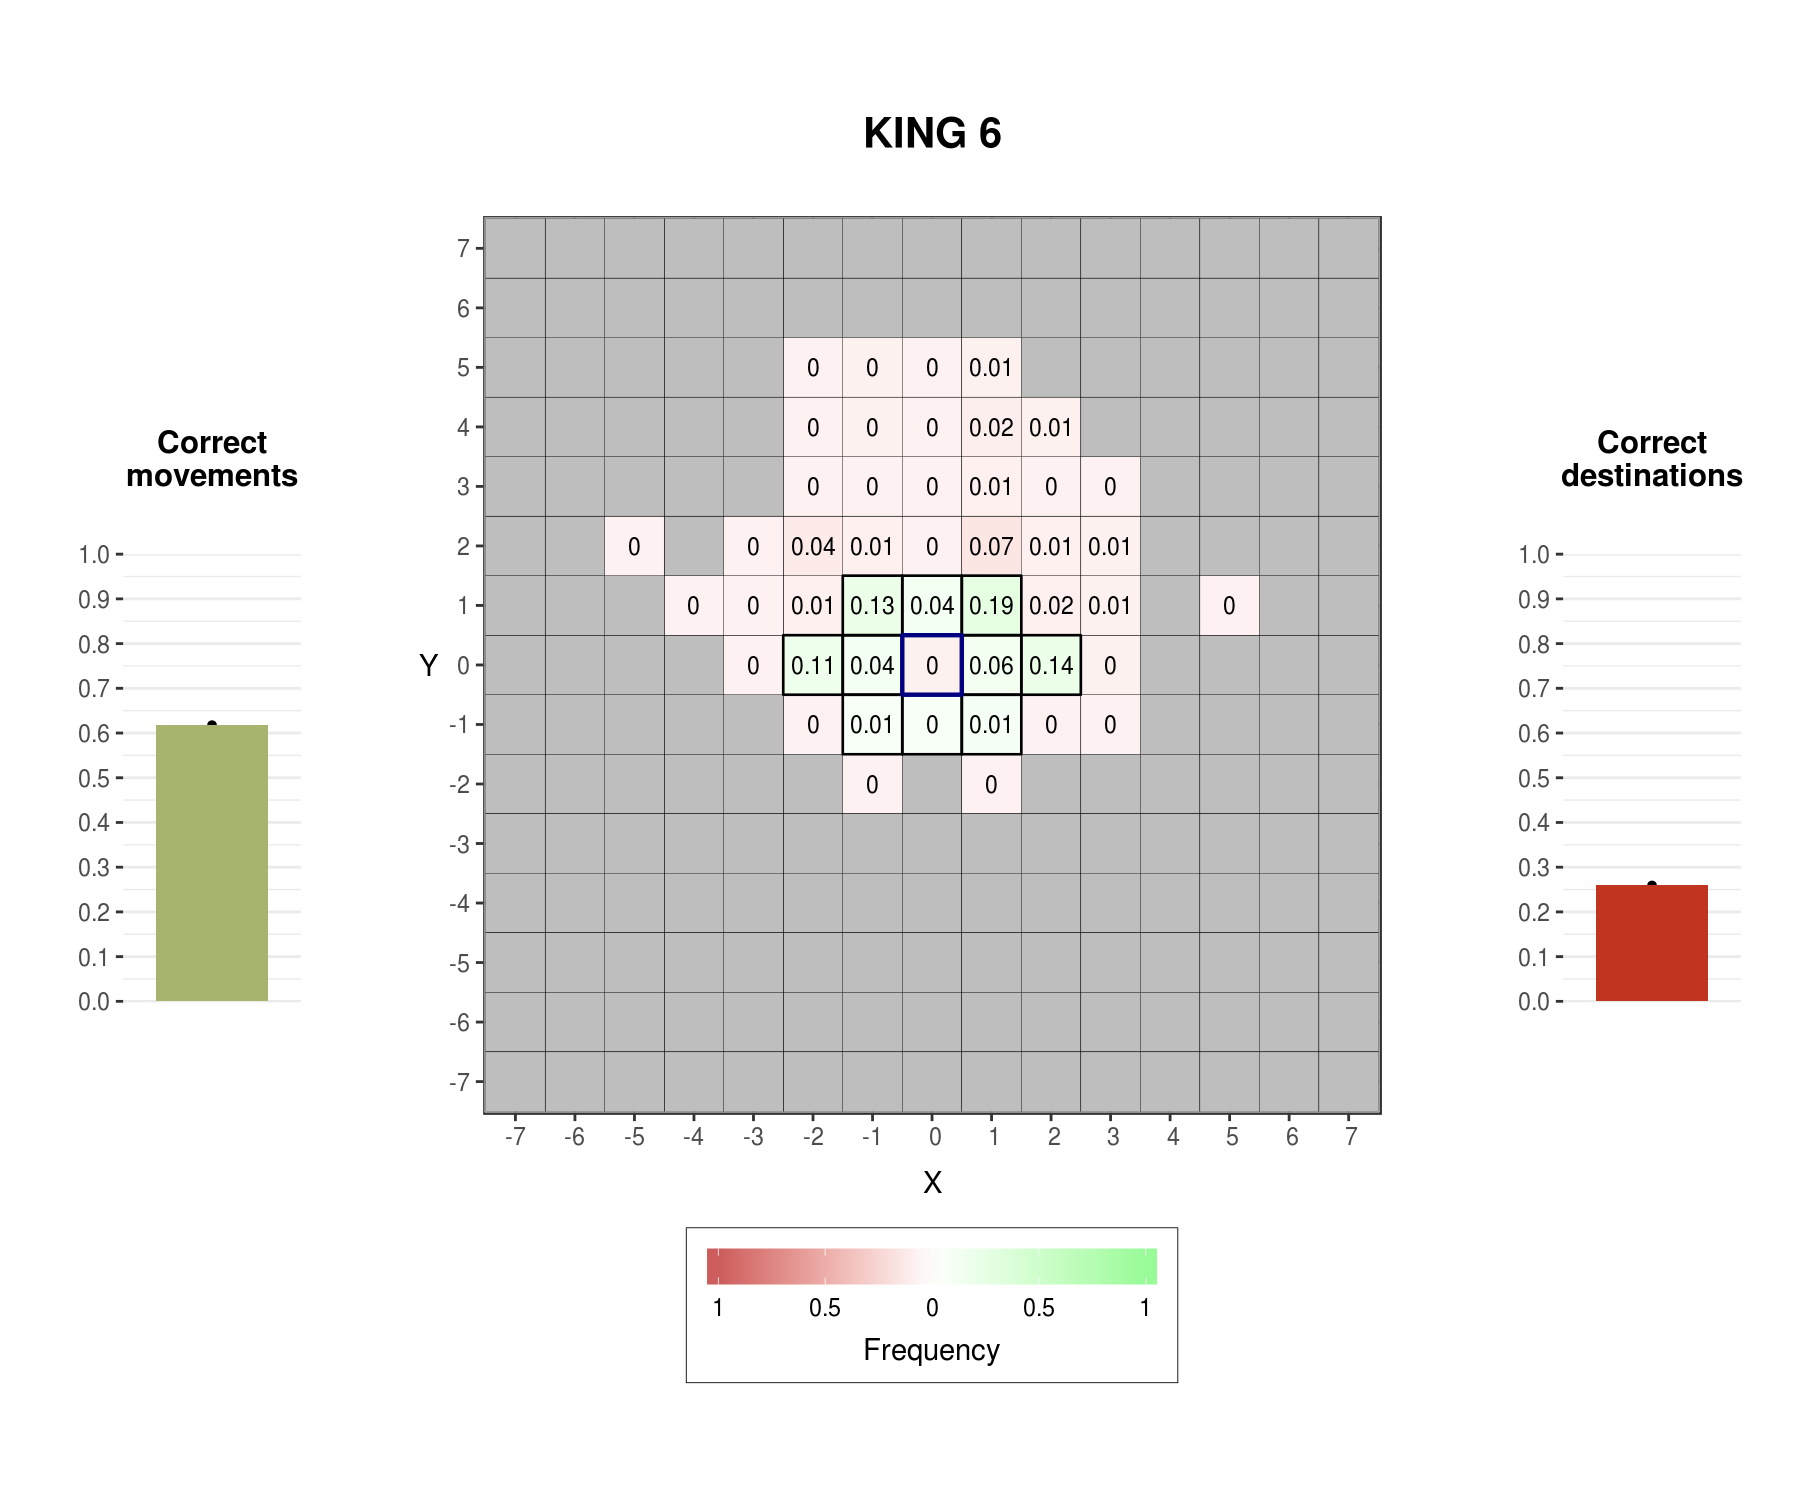 KING 6
Correct
movements
1.0
0.9
0.8
0.7
0.6
0.5
0.4
0.3
0.2
0.1
0.0
Y
7
6
5 0 0 0 0.01
4 0 0 0 0.02 0.01
3 0 0 0 0.01 0 0
2 0 0 0.04 0.01 0 0.07 0.01 0.01
1 0 0 0.01 0.13 0.04 0.19 0.02 0.01 0
0 0 0.11 0.04 0 0.06 0.14 0
-1 0 0.01 0 0.01 0 0
-2 0 0
-3
-4
-5
-6
-7
-7 -6 -5 -4 -3 -2 -1 0 1 2 3 4 5 6 7
X
1 0.5 0 0.5 1
Frequency
Correct
destinations
1.0
0.9
0.8
0.7
0.6
0.5
0.4
0.3
0.2
0.1
0.0